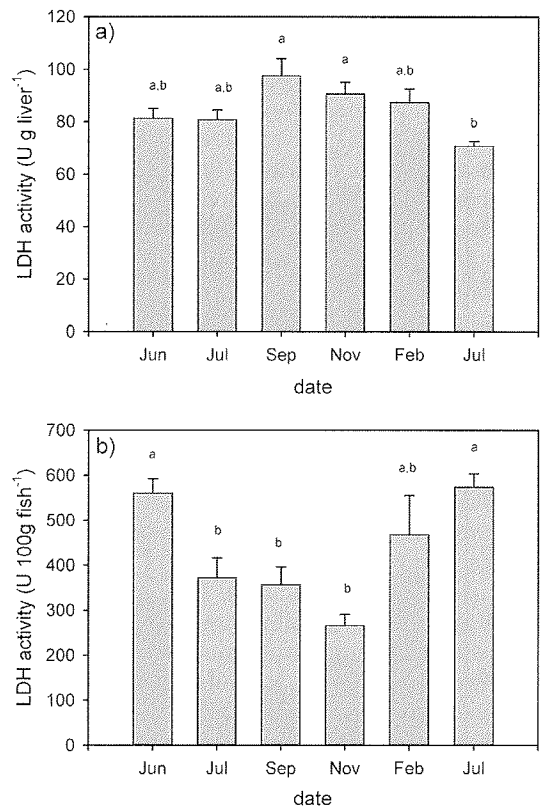 a)
LDH activity (U g liver⁻¹)
120
100
80
60
40
20
0
a,b
a,b
a
a
a,b
b
Jun Jul Sep Nov Feb Jul
date
b)
LDH activity (U 100g fish⁻¹)
700
600
500
400
300
200
100
0
a
b
b
b
a,b
a
Jun Jul Sep Nov Feb Jul
date